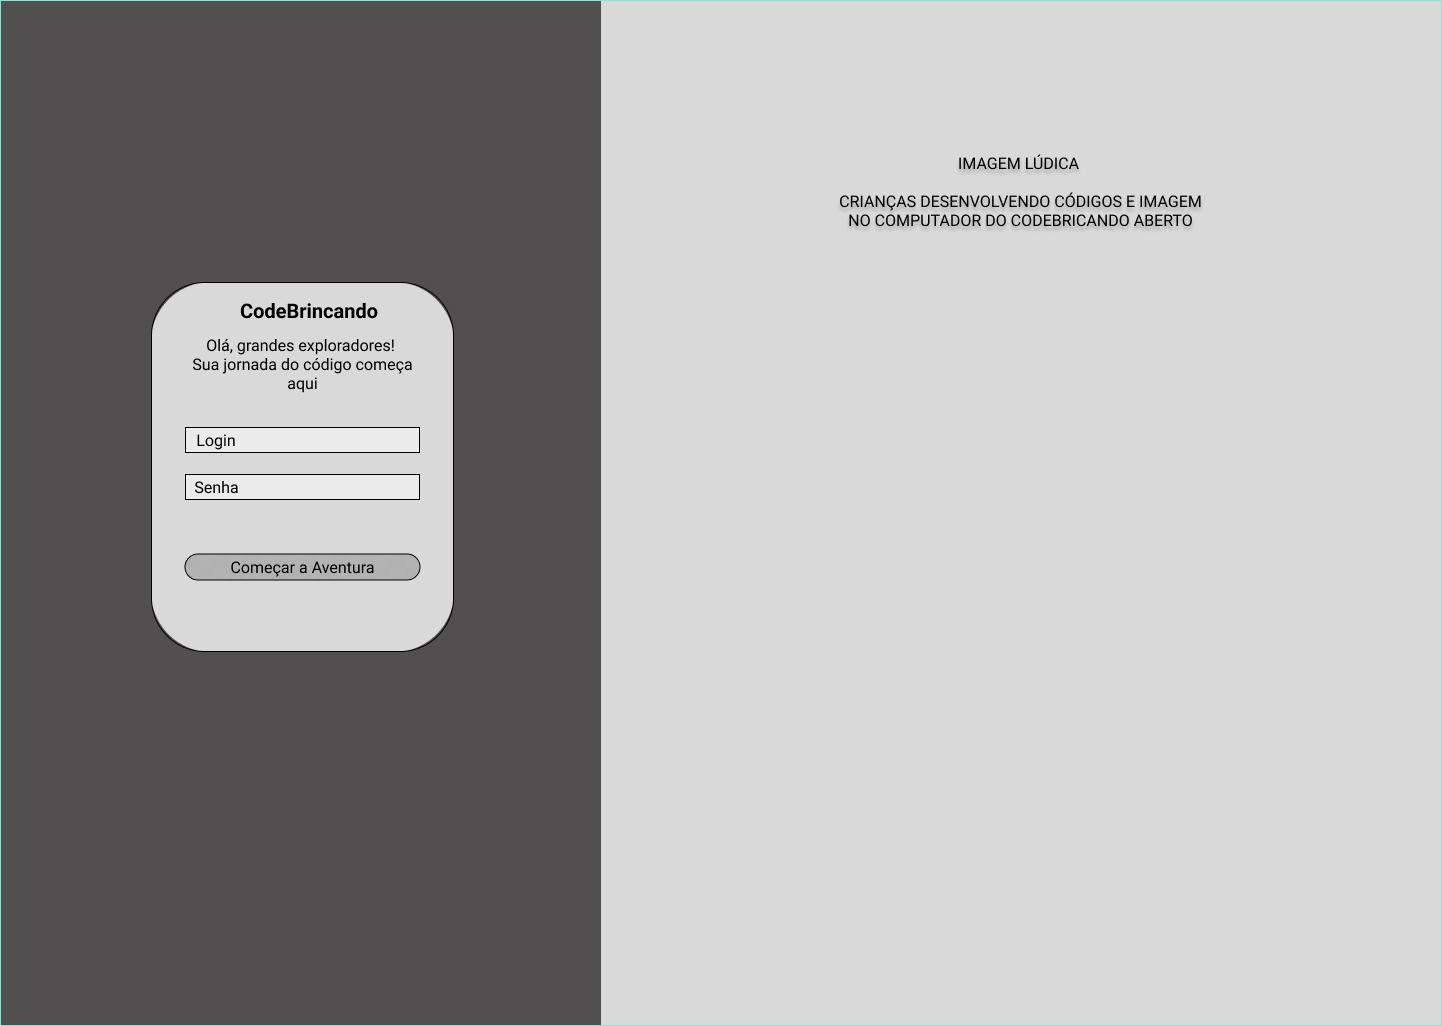 CodeBrincando
Olá, grandes exploradores!
Sua jornada do código começa
aqui
Login
Senha
Começar a Aventura
IMAGEM LÚDICA
CRIANÇAS DESENVOLVENDO CÓDIGOS E IMAGEM
NO COMPUTADOR DO CODEBRICANDO ABERTO